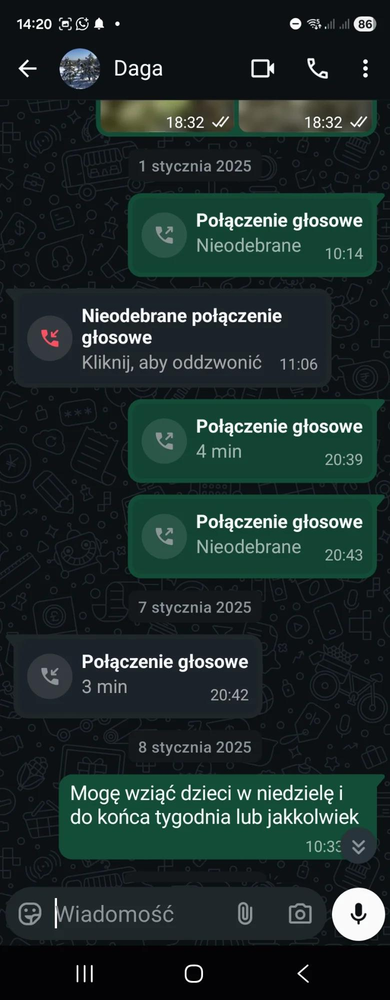 14:20
86
Daga
18:32
18:32
1 stycznia 2025
Połączenie głosowe
Nieodebrane 10:14
Nieodebrane połączenie
głosowe
Kliknij, aby oddzwonić 11:06
Połączenie głosowe
4 min 20:39
Połączenie głosowe
Nieodebrane 20:43
7 stycznia 2025
Połączenie głosowe
3 min 20:42
8 stycznia 2025
Mogę wziąć dzieci w niedzielę i
do końca tygodnia lub jakkolwiek
10:33
Wiadomość